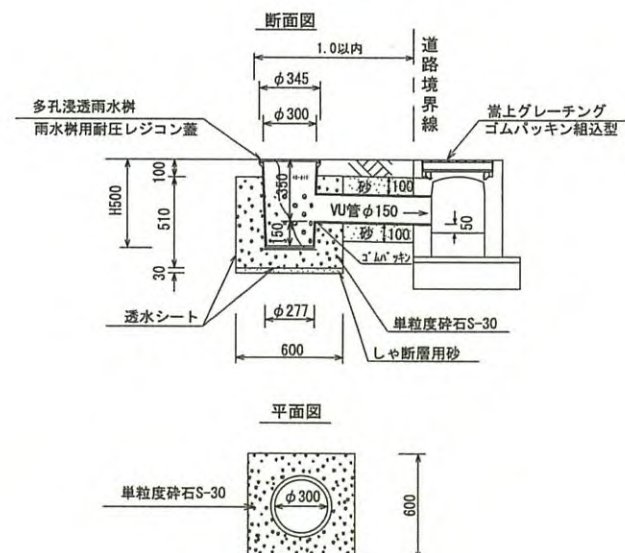 断面図
1.0以内
道路境界線
φ345
多孔浸透雨水桝
雨水桝用耐圧レジコン蓋
φ300
嵩上グレーチング
ゴムパッキン組込型
100
H500
510
30
350
150
砂
100
VU管φ150
50
砂
100
ゴムパッキン
透水シート
φ277
600
単粒度砕石S-30
しゃ断層用砂
平面図
単粒度砕石S-30
φ300
600